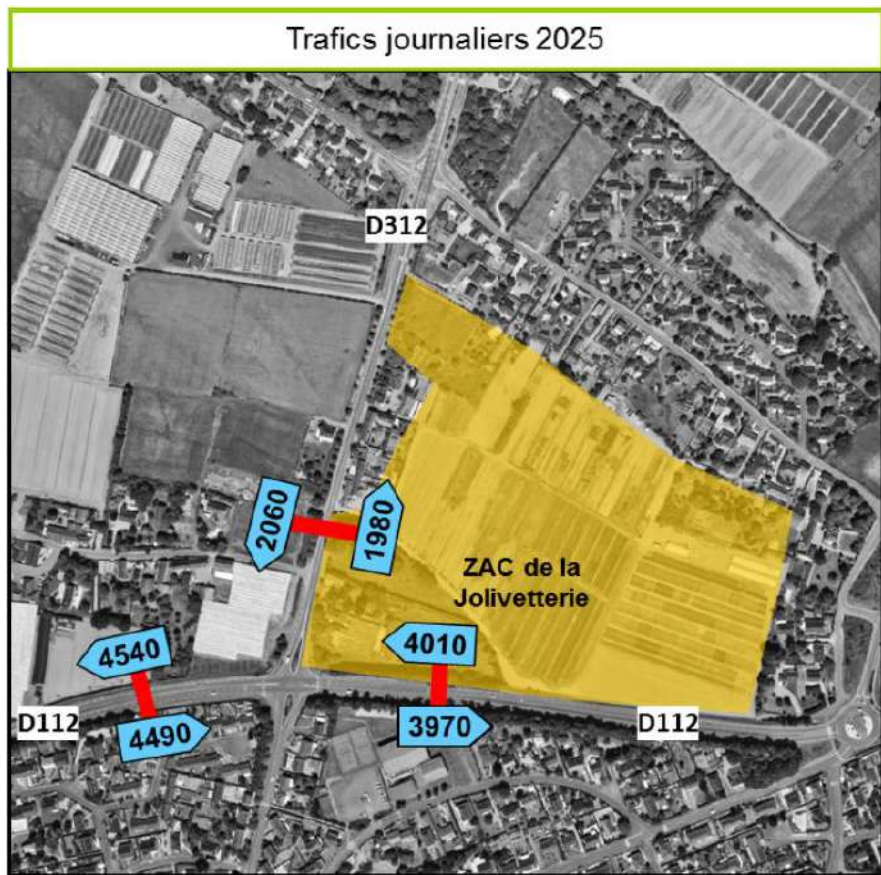 Trafics journaliers 2025
D312
2060
1980
ZAC de la
Jolivetterie
4540
4010
D112
4490
3970
D112